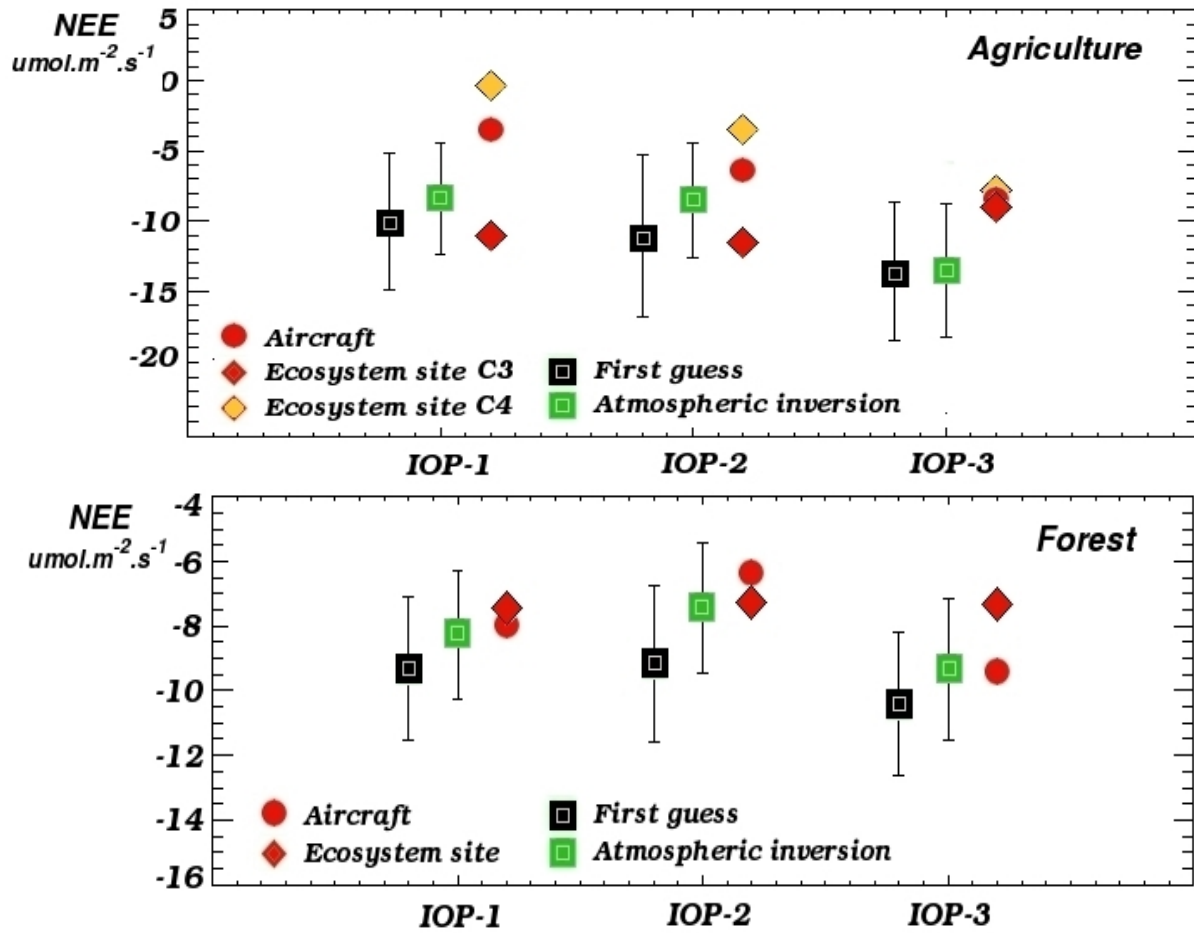 5
NEE
umol.m-2.s-1
Agriculture
0
-5
-10
-15
-20
Aircraft
Ecosystem site C3
First guess
Ecosystem site C4
Atmospheric inversion
IOP-1
IOP-2
IOP-3
-4
NEE
umol.m-2.s-1
Forest
-6
-8
-10
-12
-14
-16
Aircraft
First guess
Ecosystem site
Atmospheric inversion
IOP-1
IOP-2
IOP-3